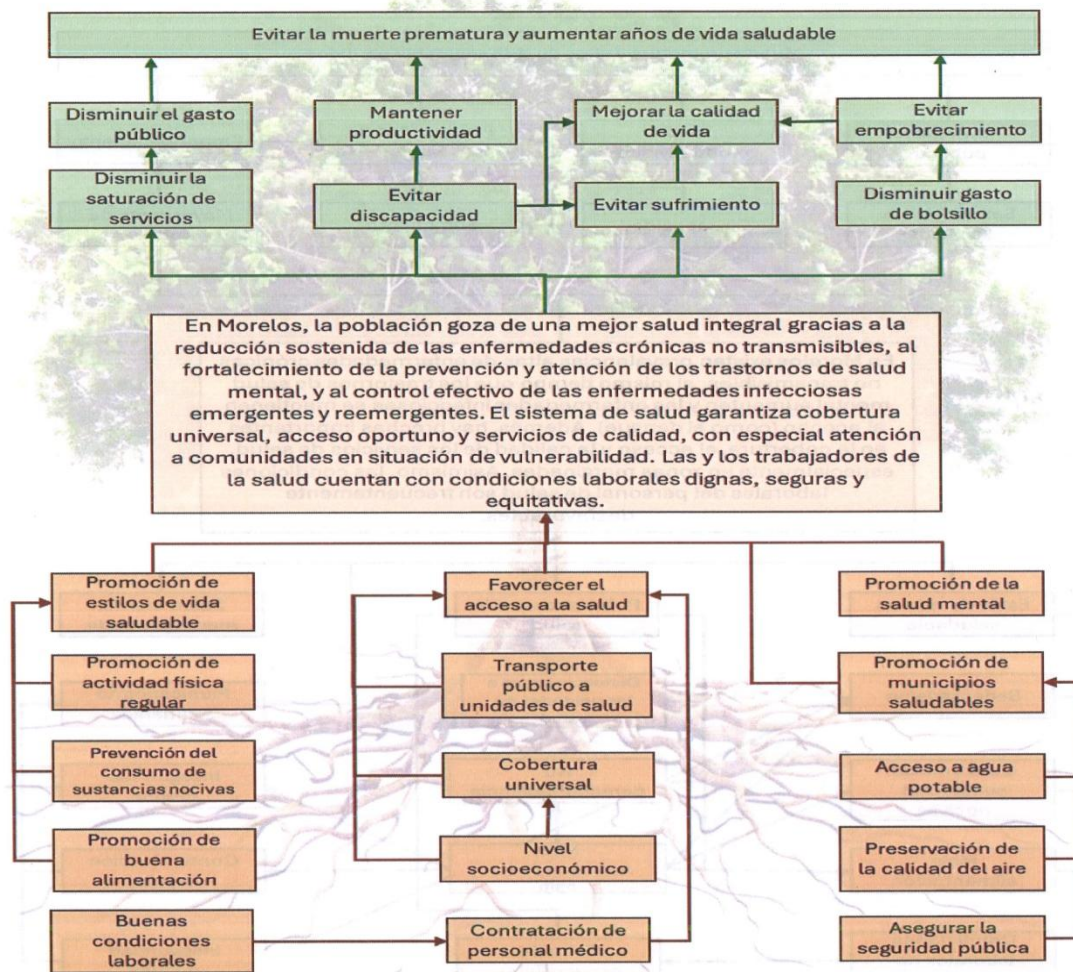 Evitar la muerte prematura y aumentar años de vida saludable
Disminuir el gasto
público
Mantener
productividad
Mejorar la calidad
de vida
Evitar
empobrecimiento
Disminuir la
saturación de
servicios
Evitar
discapacidad
Evitar sufrimiento
Disminuir gasto
de bolsillo
En Morelos, la población goza de una mejor salud integral gracias a la
reducción sostenida de las enfermedades crónicas no transmisibles, al
fortalecimiento de la prevención y atención de los trastornos de salud
mental, y al control efectivo de las enfermedades infecciosas
emergentes y reemergentes. El sistema de salud garantiza cobertura
universal, acceso oportuno y servicios de calidad, con especial atención
a comunidades en situación de vulnerabilidad. Las y los trabajadores de
la salud cuentan con condiciones laborales dignas, seguras y
equitativas.
Promoción de
estilos de vida
saludable
Favorecer el
acceso a la salud
Promoción de la
salud mental
Promoción de
actividad física
regular
Transporte
público a
unidades de salud
Promoción de
municipios
saludables
Prevención del
consumo de
sustancias nocivas
Cobertura
universal
Acceso a agua
potable
Promoción de
buena
alimentación
Nivel
socioeconómico
Preservación de
la calidad del aire
Buenas
condiciones
laborales
Contratación de
personal médico
Asegurar la
seguridad pública